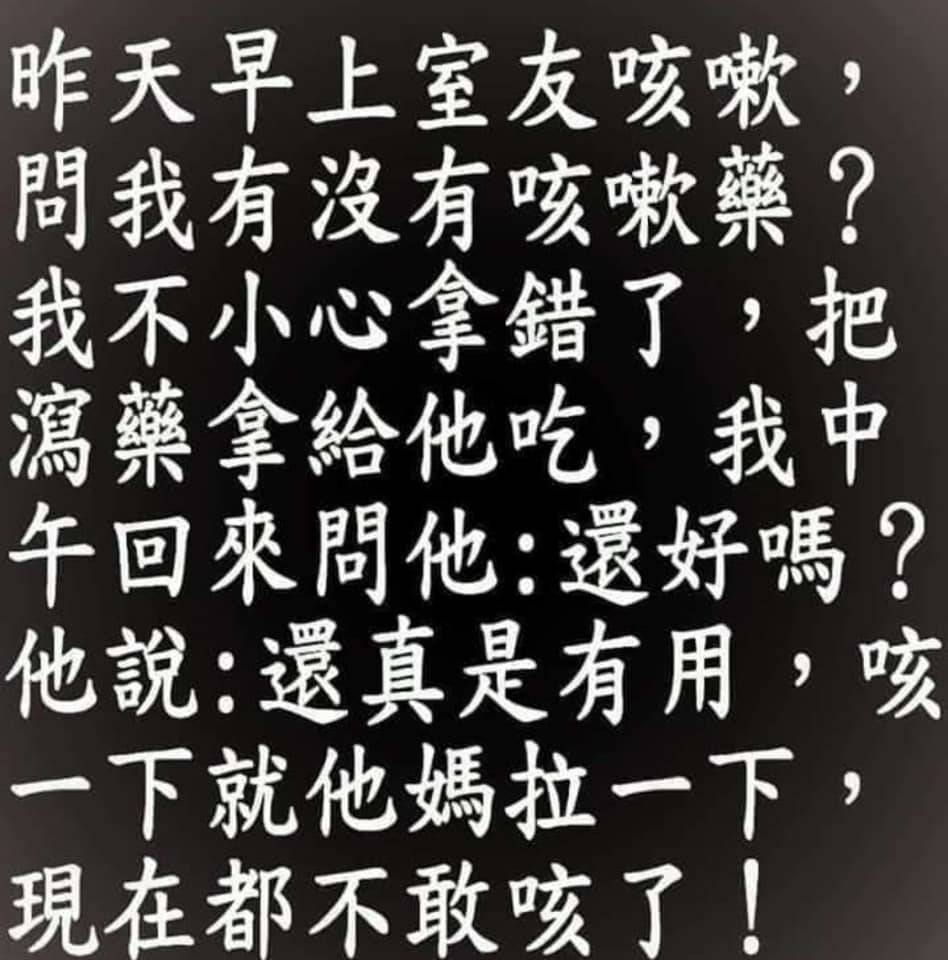 昨天早上室友咳嗽，
問我有沒有咳嗽藥？
我不小心拿錯了，把
瀉藥拿給他吃，我中
午回來問他:還好嗎？
他說:還真是有用，咳
一下就他媽拉一下，
現在都不敢咳了！